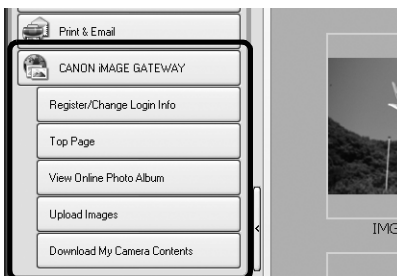 Print & Email
CANON iMAGE GATEWAY
Register/Change Login Info
Top Page
View Online Photo Album
Upload Images
Download My Camera Contents
IMG